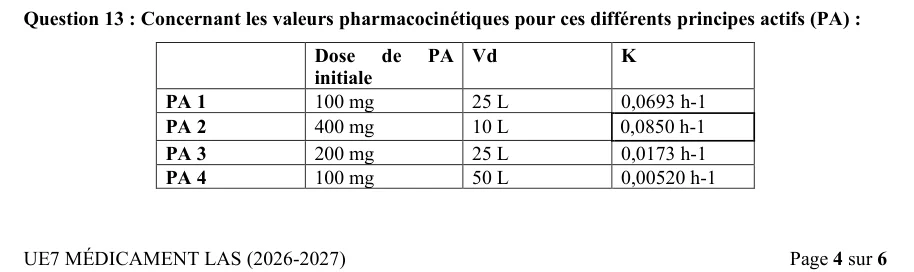 Question 13 : Concernant les valeurs pharmacocinétiques pour ces différents principes actifs (PA) :
Dose de PA initiale Vd K
PA 1 100 mg 25 L 0,0693 h-1
PA 2 400 mg 10 L 0,0850 h-1
PA 3 200 mg 25 L 0,0173 h-1
PA 4 100 mg 50 L 0,00520 h-1
UE7 MÉDICAMENT LAS (2026-2027) Page 4 sur 6